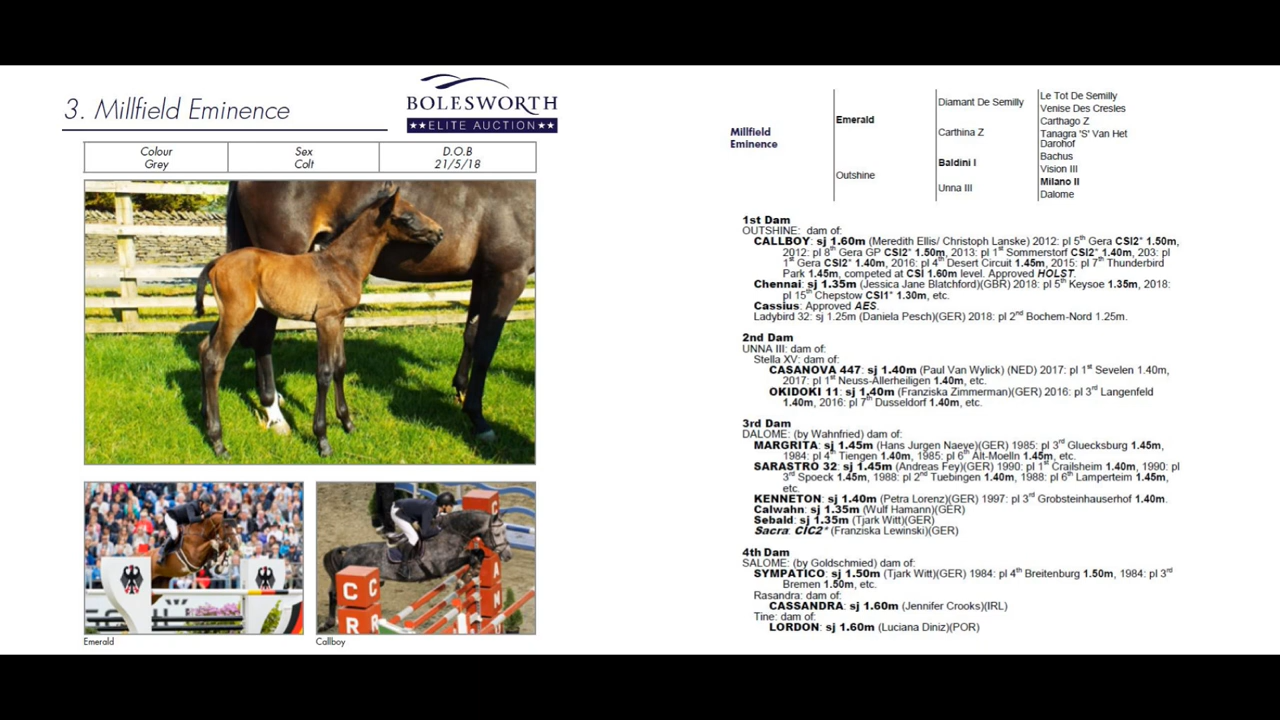 3. Millfield Eminence
BOLESWORTH
★★ELITE AUCTION★★
Colour Sex D.O.B
Grey Colt 21/5/18
C C A
R R M
Emerald
Callboy
Millfield
Eminence
Emerald
Outshine
Diamant De Semilly
Carthina Z
Baldini I
Unna III
Le Tot De Semilly
Venise Des Cresles
Carthago Z
Tanagra 'S' Van Het
Darohof
Bachus
Vision III
Milano II
Dalome
1st Dam
OUTSHINE: dam of:
CALLBOY: sj 1.60m (Meredith Ellis/ Christoph Lanske) 2012: pl 5th Gera CSI2* 1.50m,
2012: pl 8th Gera GP CSI2* 1.50m, 2013: pl 1st Sommerstorf CSI2* 1.40m, 203: pl
1st Gera CSI2* 1.40m, 2016: pl 4th Desert Circuit 1.45m, 2015: pl 7th Thunderbird
Park 1.45m, competed at CSI 1.60m level. Approved HOLST.
Chennai: sj 1.35m (Jessica Jane Blatchford)(GBR) 2018: pl 5th Keysoe 1.35m, 2018:
pl 15th Chepstow CSI1* 1.30m, etc.
Cassius: Approved AES.
Ladybird 32: sj 1.25m (Daniela Pesch)(GER) 2018: pl 2nd Bochem-Nord 1.25m.
2nd Dam
UNNA III: dam of:
Stella XV: dam of:
CASANOVA 447: sj 1.40m (Paul Van Wylick) (NED) 2017: pl 1st Sevelen 1.40m,
2017: pl 1st Neuss-Allerheiligen 1.40m, etc.
OKIDOKI 11: sj 1.40m (Franziska Zimmerman)(GER) 2016: pl 3rd Langenfeld
1.40m, 2016: pl 7th Dusseldorf 1.40m, etc.
3rd Dam
DALOME: (by Wahnfried) dam of:
MARGRITA: sj 1.45m (Hans Jurgen Naeve)(GER) 1985: pl 3rd Gluecksburg 1.45m,
1984: pl 4th Tiengen 1.40m, 1985: pl 6th Alt-Moelln 1.45m, etc.
SARASTRO 32: sj 1.45m (Andreas Fey)(GER) 1990: pl 1st Crailsheim 1.40m, 1990: pl
3rd Spoeck 1.45m, 1988: pl 2nd Tuebingen 1.40m, 1988: pl 6th Lamperteim 1.45m,
etc.
KENNETON: sj 1.40m (Petra Lorenz)(GER) 1997: pl 3rd Grobsteinhauserhof 1.40m.
Calwahn: sj 1.35m (Wulf Hamann)(GER)
Sebald: sj 1.35m (Tjark Witt)(GER)
Sacra: CIC2* (Franziska Lewinski)(GER)
4th Dam
SALOME: (by Goldschmied) dam of:
SYMPATICO: sj 1.50m (Tjark Witt)(GER) 1984: pl 4th Breitenburg 1.50m, 1984: pl 3rd
Bremen 1.50m, etc.
Rasandra: dam of:
CASSANDRA: sj 1.60m (Jennifer Crooks)(IRL)
Tine: dam of:
LORDON: sj 1.60m (Luciana Diniz)(POR)